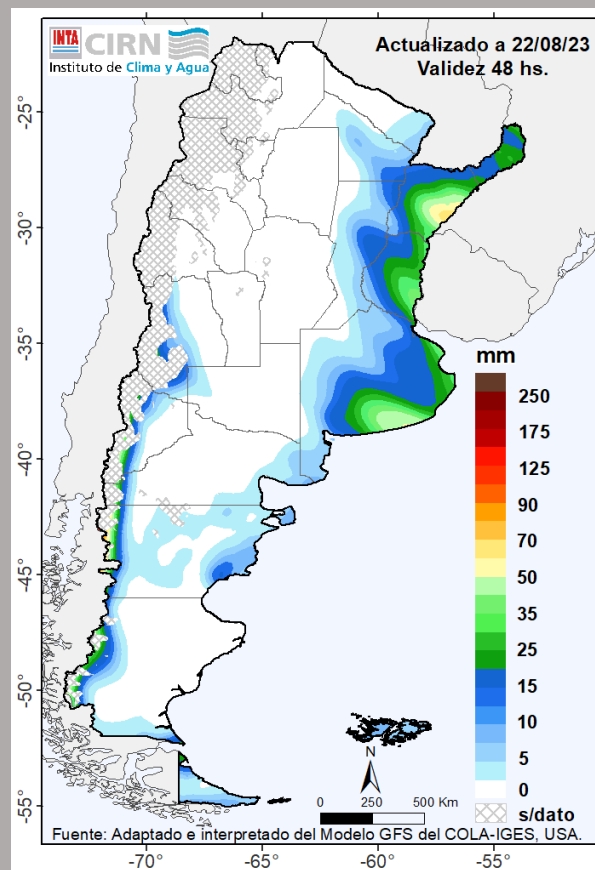 INTA CIRN
Instituto de Clima y Agua
Actualizado a 22/08/23
Validez 48 hs.
-25°
-30°
-35°
-40°
-45°
-50°
-55°
mm
250
175
125
90
70
50
35
25
15
10
5
0
s/dato
N
0 250 500 Km
Fuente: Adaptado e interpretado del Modelo GFS del COLA-IGES, USA.
-70° -65° -60° -55°